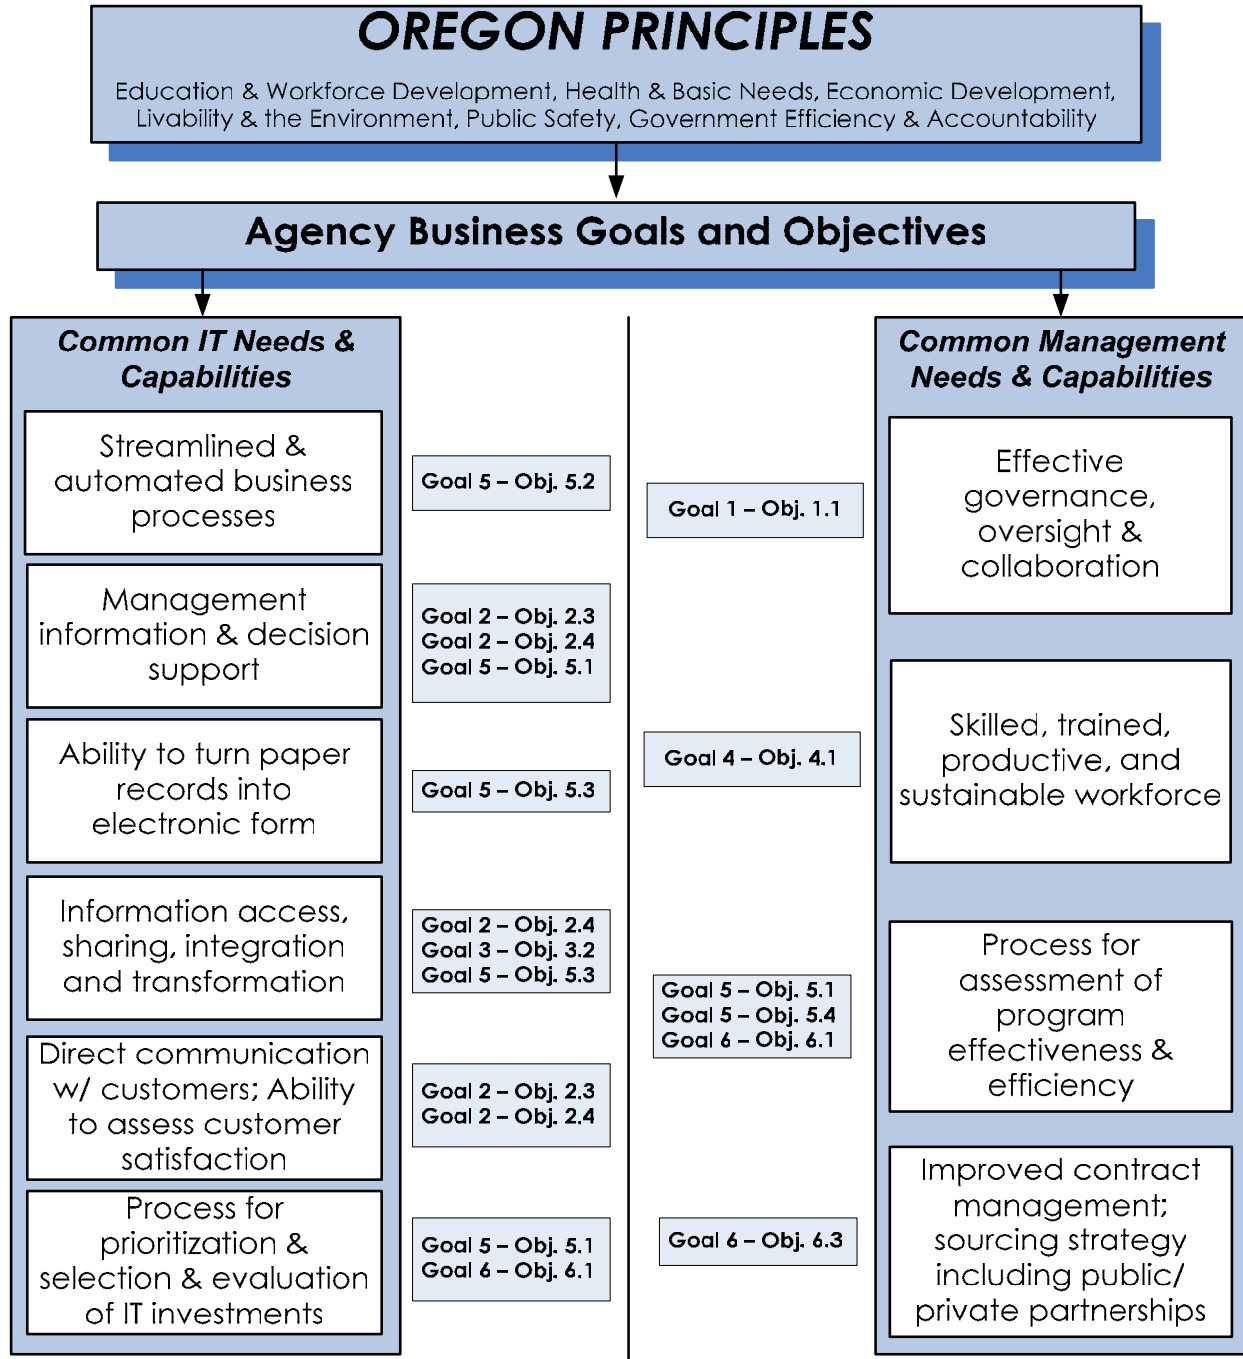 OREGON PRINCIPLES
Education & Workforce Development, Health & Basic Needs, Economic Development,
Livability & the Environment, Public Safety, Government Efficiency & Accountability
Agency Business Goals and Objectives
Common IT Needs &
Capabilities
Streamlined &
automated business
processes
Goal 5 – Obj. 5.2
Management
information & decision
support
Goal 2 – Obj. 2.3
Goal 2 – Obj. 2.4
Goal 5 – Obj. 5.1
Ability to turn paper
records into
electronic form
Goal 5 – Obj. 5.3
Information access,
sharing, integration
and transformation
Goal 2 – Obj. 2.4
Goal 3 – Obj. 3.2
Goal 5 – Obj. 5.3
Direct communication
w/ customers; Ability
to assess customer
satisfaction
Goal 2 – Obj. 2.3
Goal 2 – Obj. 2.4
Process for
prioritization &
selection & evaluation
of IT investments
Goal 5 – Obj. 5.1
Goal 6 – Obj. 6.1
Common Management
Needs & Capabilities
Goal 1 – Obj. 1.1
Effective
governance,
oversight &
collaboration
Goal 4 – Obj. 4.1
Skilled, trained,
productive, and
sustainable workforce
Goal 5 – Obj. 5.1
Goal 5 – Obj. 5.4
Goal 6 – Obj. 6.1
Process for
assessment of
program
effectiveness &
efficiency
Goal 6 – Obj. 6.3
Improved contract
management;
sourcing strategy
including public/
private partnerships